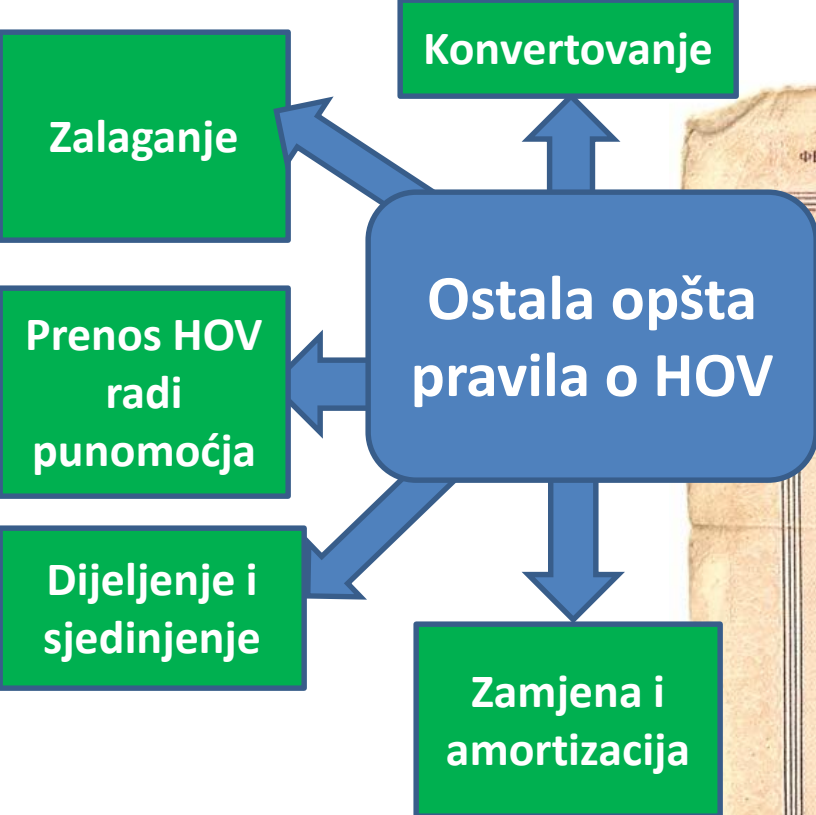 Konvertovanje
Zalaganje
Ostala opšta
pravila o HOV
Prenos HOV
radi
punomoćja
Dijeljenje i
sjedinjenje
Zamjena i
amortizacija